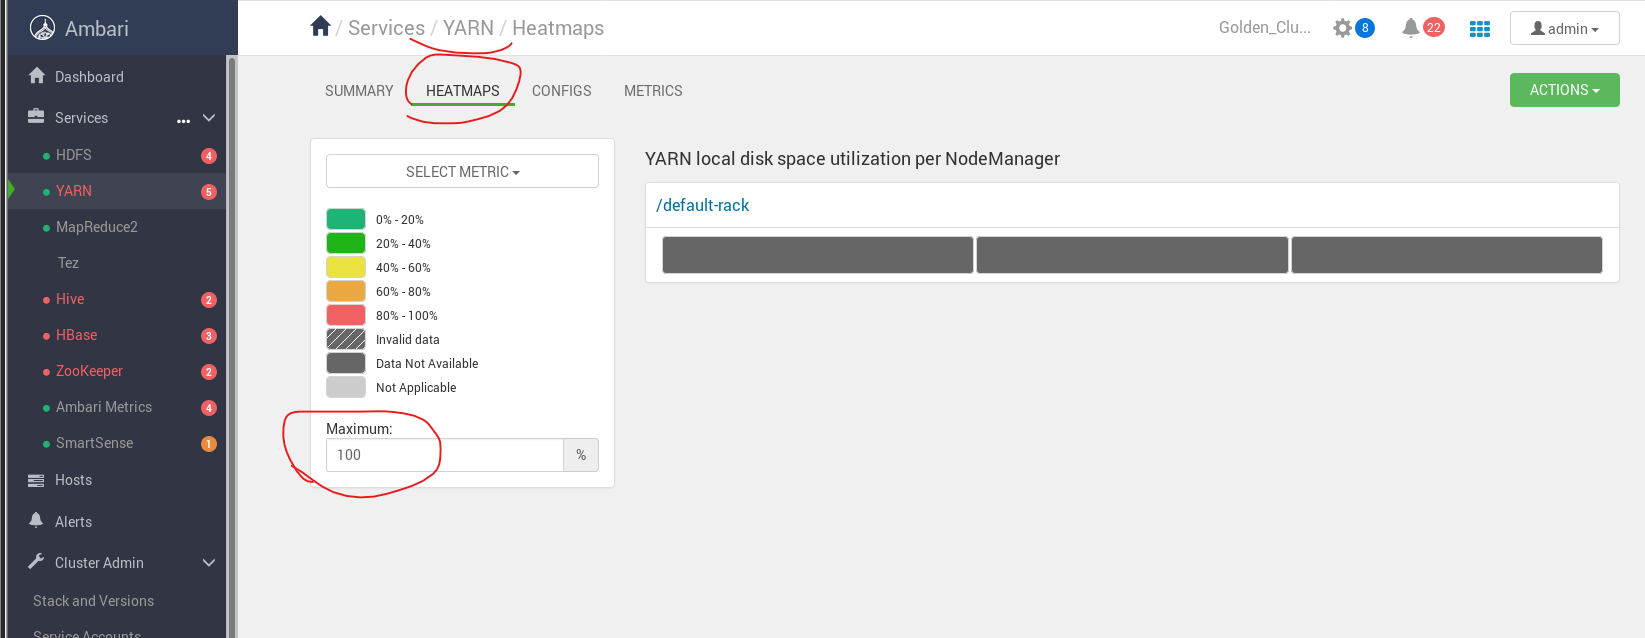 Ambari
/ Services / YARN / Heatmaps
Golden_Clu...
8
22
admin
Dashboard
Services ...
HDFS 4
YARN 5
MapReduce2
Tez
Hive 2
HBase 3
ZooKeeper 2
Ambari Metrics 4
SmartSense 1
Hosts
Alerts
Cluster Admin
Stack and Versions
Service Accounts
SUMMARY
HEATMAPS
CONFIGS
METRICS
ACTIONS
SELECT METRIC
0% - 20%
20% - 40%
40% - 60%
60% - 80%
80% - 100%
Invalid data
Data Not Available
Not Applicable
Maximum:
100 %
YARN local disk space utilization per NodeManager
/default-rack